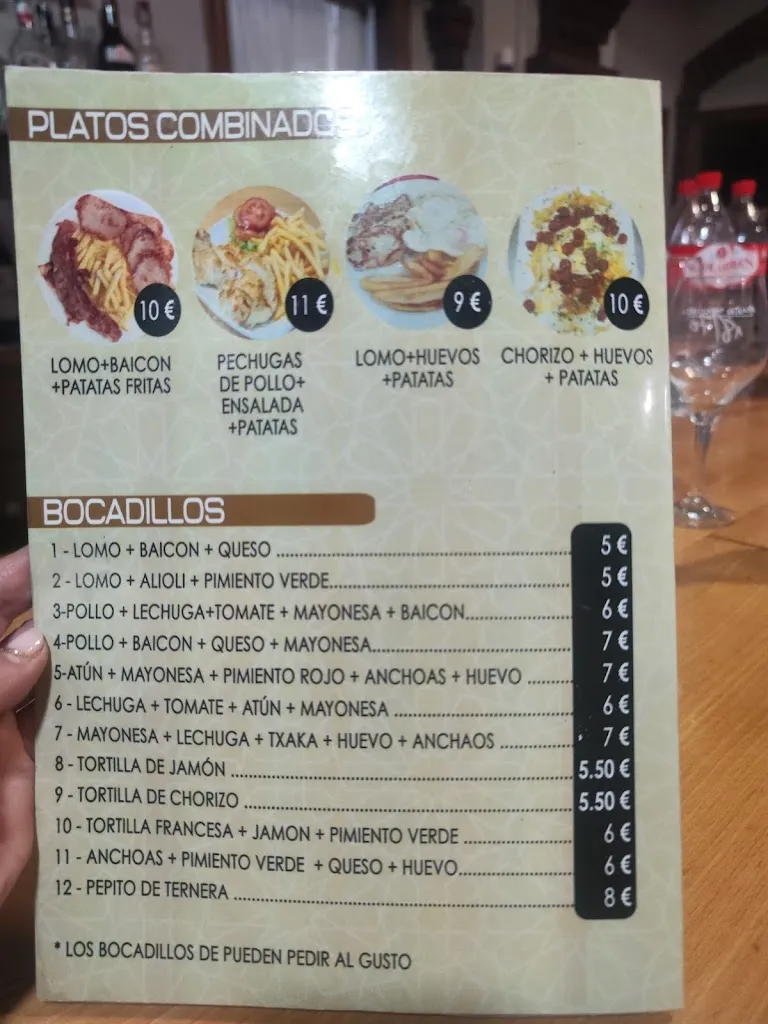 PLATOS COMBINADOS
10 €
11 €
9 €
10 €
LOMO+BAICON
+PATATAS FRITAS
PECHUGAS
DE POLLO+
ENSALADA
+PATATAS
LOMO+HUEVOS
+PATATAS
CHORIZO + HUEVOS
+ PATATAS
BOCADILLOS
1 - LOMO + BAICON + QUESO 5 €
2 - LOMO + ALIOLI + PIMIENTO VERDE 5 €
3-POLLO + LECHUGA+TOMATE + MAYONESA + BAICON 6 €
4-POLLO + BAICON + QUESO + MAYONESA 7 €
5-ATÚN + MAYONESA + PIMIENTO ROJO + ANCHOAS + HUEVO 7 €
6 - LECHUGA + TOMATE + ATÚN + MAYONESA 6 €
7 - MAYONESA + LECHUGA + TXAKA + HUEVO + ANCHAOS 7 €
8 - TORTILLA DE JAMÓN 5.50 €
9 - TORTILLA DE CHORIZO 5.50 €
10 - TORTILLA FRANCESA + JAMON + PIMIENTO VERDE 6 €
11 - ANCHOAS + PIMIENTO VERDE + QUESO + HUEVO 6 €
12 - PEPITO DE TERNERA 8 €
* LOS BOCADILLOS DE PUEDEN PEDIR AL GUSTO